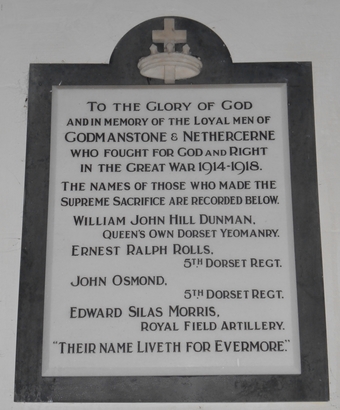 To the Glory of God
and in memory of the Loyal men of
Godmanstone & Nethercerne
who fought for God and Right
in the Great War 1914-1918.
The names of those who made the
Supreme Sacrifice are recorded below.
William John Hill Dunman,
Queen's Own Dorset Yeomanry.
Ernest Ralph Rolls,
5th Dorset Regt.
John Osmond,
5th Dorset Regt.
Edward Silas Morris,
Royal Field Artillery.
"Their name liveth for Evermore."